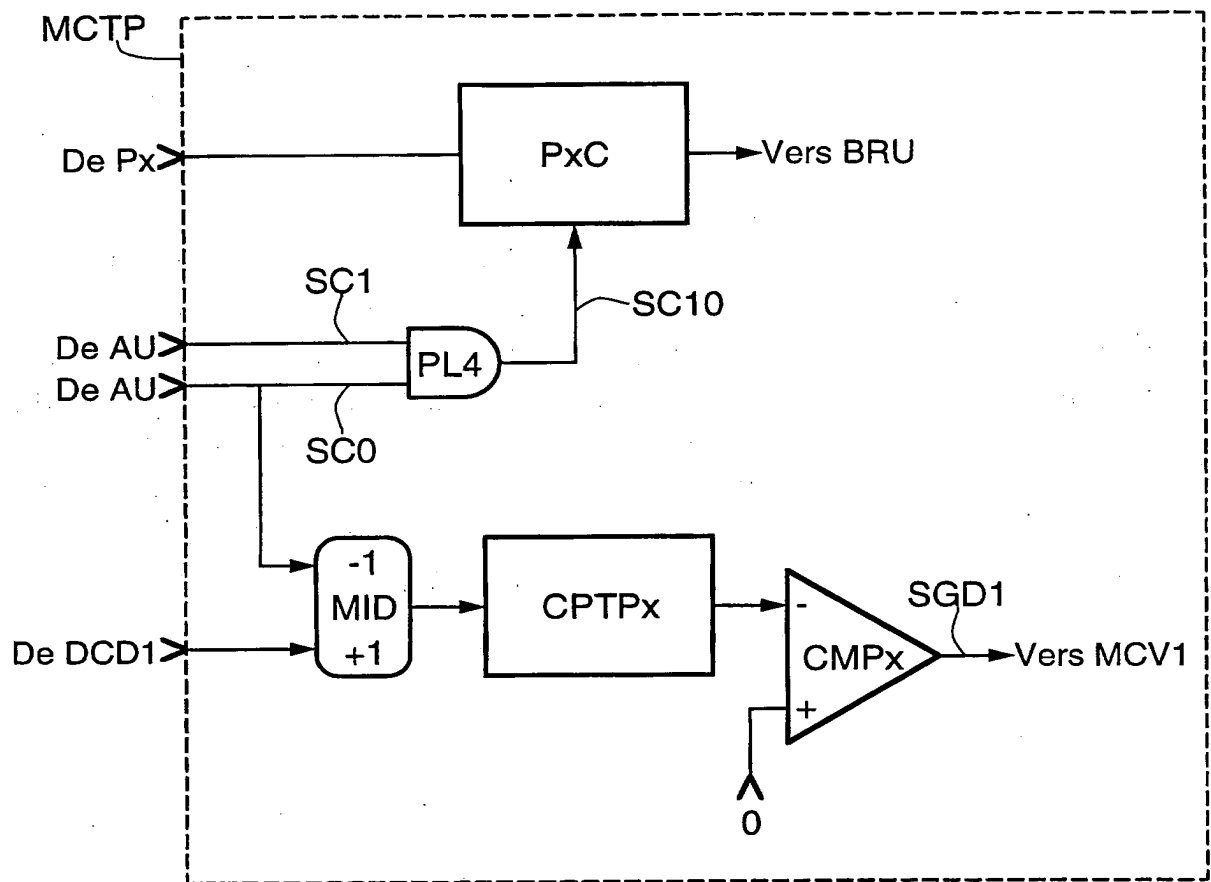 MCTP
De Px
PxC
Vers BRU
SC1
SC10
De AU
PL4
De AU
SC0
-1
MID
+1
CPTPx
-
CMPx
+
SGD1
Vers MCV1
De DCD1
0